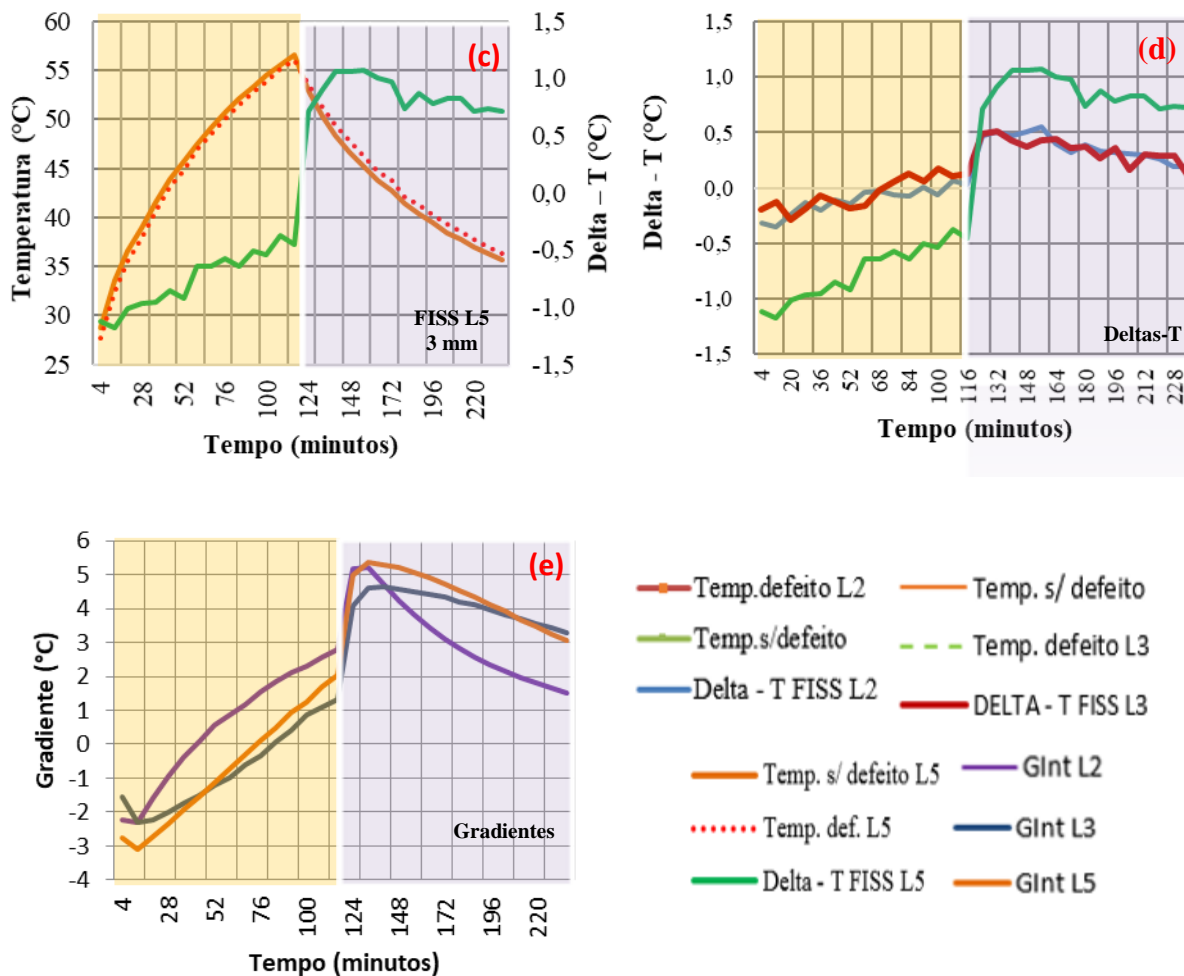 60
55
50
45
40
35
30
25
Temperatura (°C)
(c)
1,5
1,0
0,5
0,0
-0,5
-1,0
-1,5
Delta – T (°C)
FISS L5
3 mm
4
28
52
76
100
124
148
172
196
220
Tempo (minutos)
1,5
1,0
0,5
0,0
-0,5
-1,0
-1,5
Delta - T (°C)
(d)
Deltas-T
4
20
36
52
68
84
100
116
132
148
164
180
196
212
228
Tempo (minutos)
6
5
4
3
2
1
0
-1
-2
-3
-4
Gradiente (°C)
(e)
Gradientes
4
28
52
76
100
124
148
172
196
220
Tempo (minutos)
Temp.defeito L2
Temp. s/ defeito
Temp.s/defeito
Temp. defeito L3
Delta - T FISS L2
DELTA - T FISS L3
Temp. s/ defeito L5
GInt L2
Temp. def. L5
GInt L3
Delta - T FISS L5
GInt L5